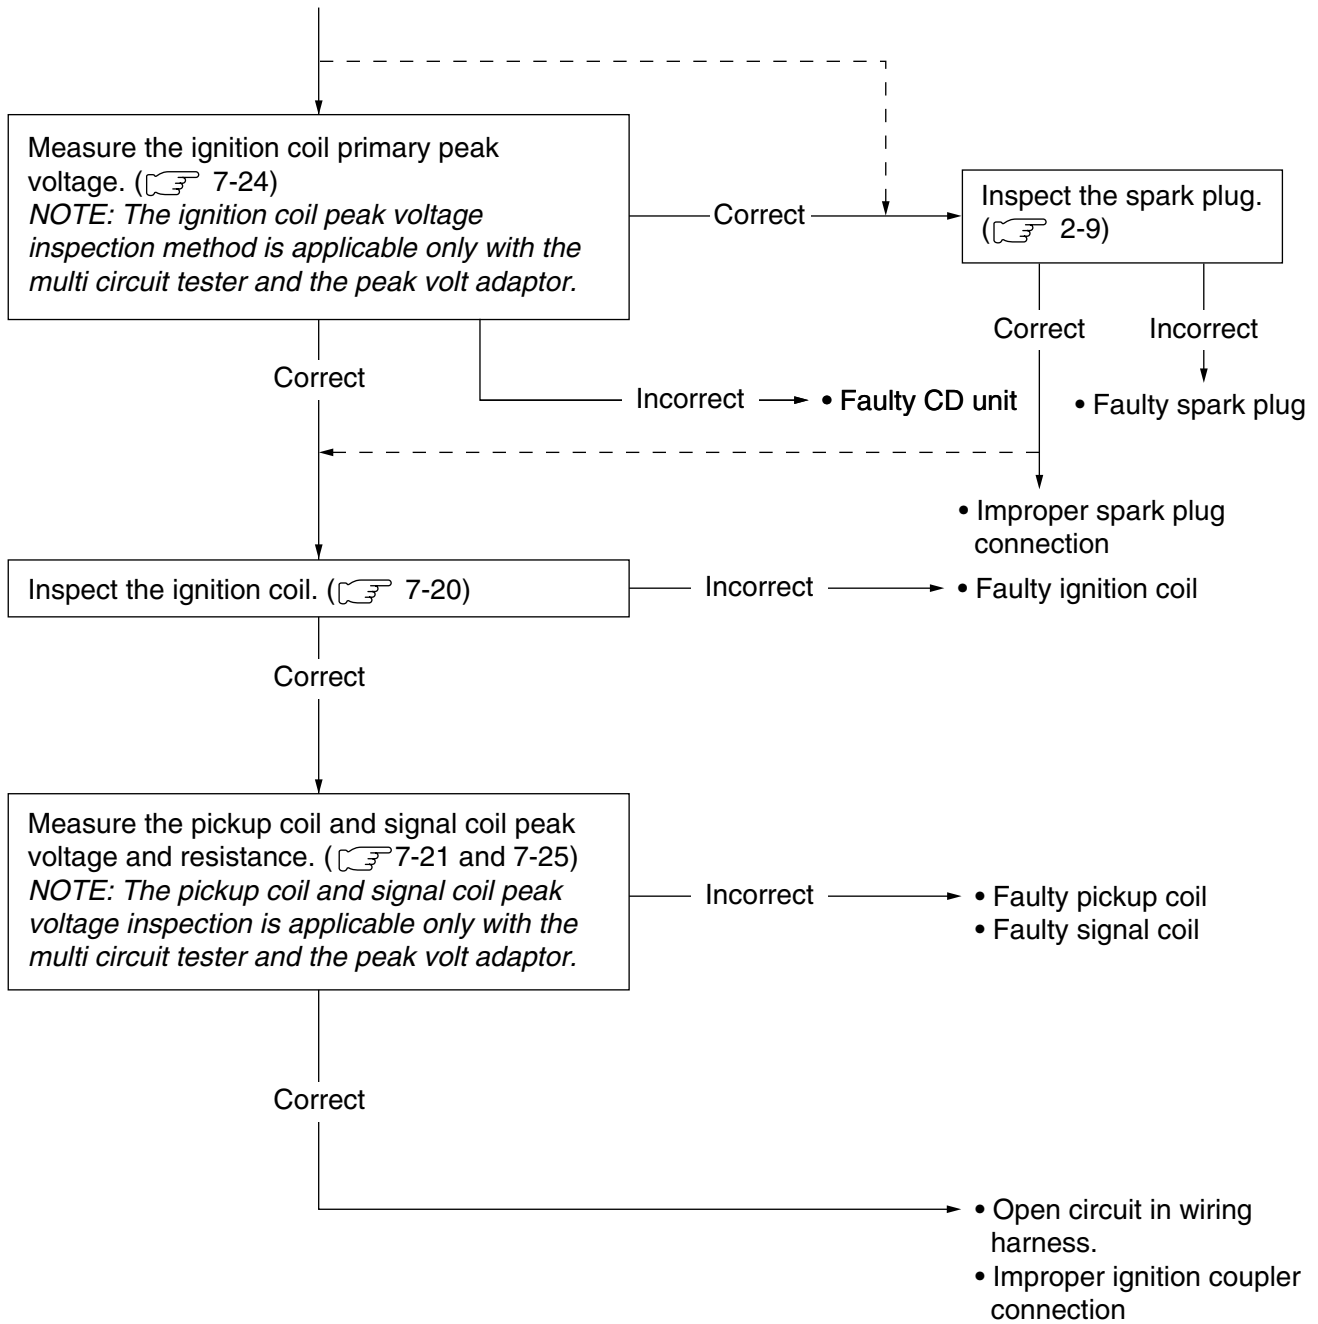 Measure the ignition coil primary peak
voltage. ( 7-24)
NOTE: The ignition coil peak voltage
inspection method is applicable only with the
multi circuit tester and the peak volt adaptor.
Correct
Inspect the spark plug.
( 2-9)
Correct
Incorrect
Correct
Incorrect
• Faulty CD unit
• Faulty spark plug
• Improper spark plug
connection
Inspect the ignition coil. ( 7-20)
Incorrect
• Faulty ignition coil
Correct
Measure the pickup coil and signal coil peak
voltage and resistance. ( 7-21 and 7-25)
NOTE: The pickup coil and signal coil peak
voltage inspection is applicable only with the
multi circuit tester and the peak volt adaptor.
Incorrect
• Faulty pickup coil
• Faulty signal coil
Correct
• Open circuit in wiring
harness.
• Improper ignition coupler
connection